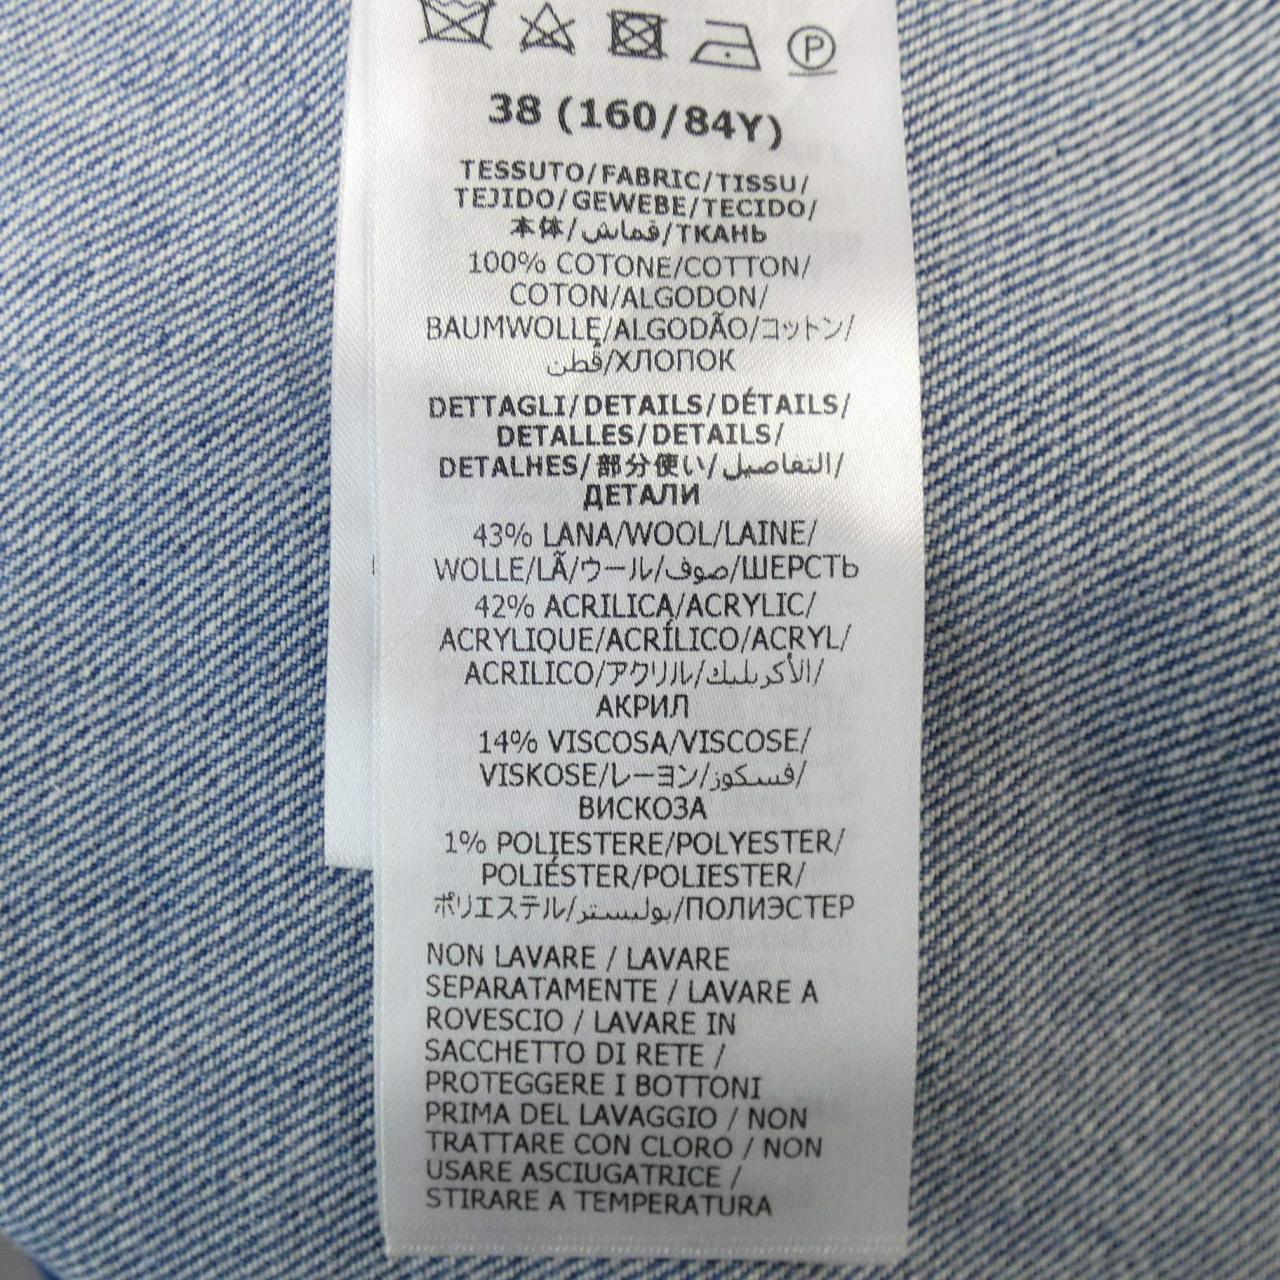 P
38 (160/84Y)
TESSUTO/FABRIC/TISSU/
TEJIDO/GEWEBE/TECIDO/
本体/قماش/ТКАНЬ
100% COTONE/COTTON/
COTON/ALGODON/
BAUMWOLLE/ALGODÃO/コットン/
قطن/ХЛОПОК
DETTAGLI/DETAILS/DÉTAILS/
DETALLES/DETAILS/
DETALHES/部分使い/التفاصيل/
ДЕТАЛИ
43% LANA/WOOL/LAINE/
WOLLE/LÃ/ウール/صوف/ШЕРСТЬ
42% ACRILICA/ACRYLIC/
ACRYLIQUE/ACRÍLICO/ACRYL/
ACRILICO/アクリル/الأكريليك/
АКРИЛ
14% VISCOSA/VISCOSE/
VISKOSE/レーヨン/فسكوز/
ВИСКОЗА
1% POLIESTERE/POLYESTER/
POLIÉSTER/POLIESTER/
ポリエステル/بوليستر/ПОЛИЭСТЕР
NON LAVARE / LAVARE
SEPARATAMENTE / LAVARE A
ROVESCIO / LAVARE IN
SACCHETTO DI RETE /
PROTEGGERE I BOTTONI
PRIMA DEL LAVAGGIO / NON
TRATTARE CON CLORO / NON
USARE ASCIUGATRICE /
STIRARE A TEMPERATURA